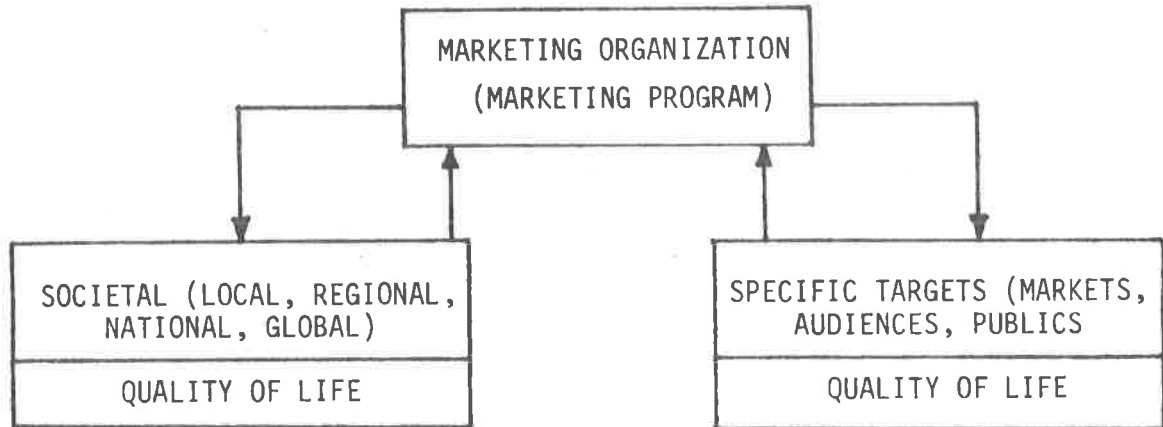 MARKETING ORGANIZATION
(MARKETING PROGRAM)
SOCIETAL (LOCAL, REGIONAL,
NATIONAL, GLOBAL)
QUALITY OF LIFE
SPECIFIC TARGETS (MARKETS,
AUDIENCES, PUBLICS
QUALITY OF LIFE